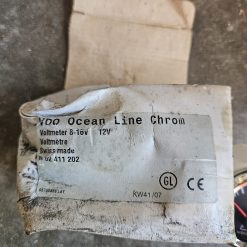 VDO Ocean Line Chrom
Voltmeter 8-16v 12V
Voltmètre
Swiss made
N 02 411 202
GL CE
KW41/07